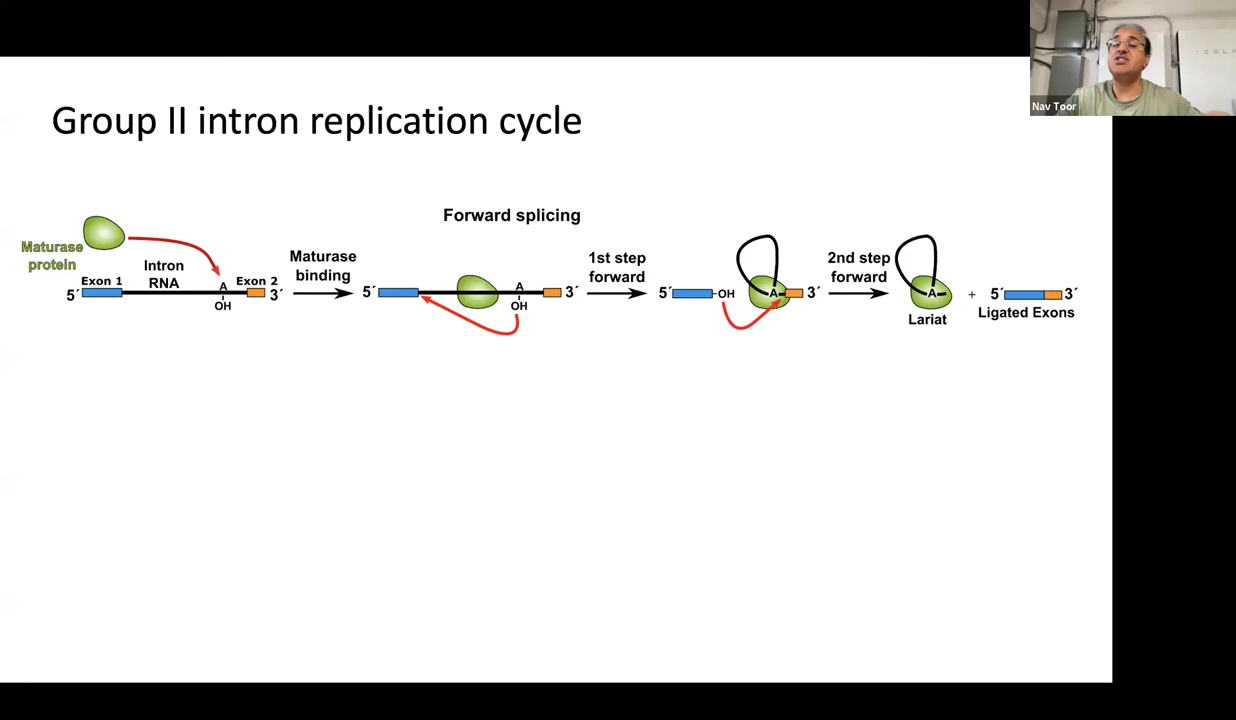 Group II intron replication cycle
Nav Toor
Forward splicing
Maturase
protein
Exon 1
Intron
RNA
A
OH
Exon 2
5´
3´
Maturase
binding
5´
A
OH
3´
1st step
forward
5´
OH
A
3´
2nd step
forward
A
Lariat
+
5´
3´
Ligated Exons
TESLA